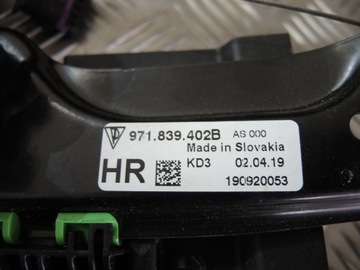 971.839.402B AS 000
Made in Slovakia
HR KD3 02.04.19
190920053